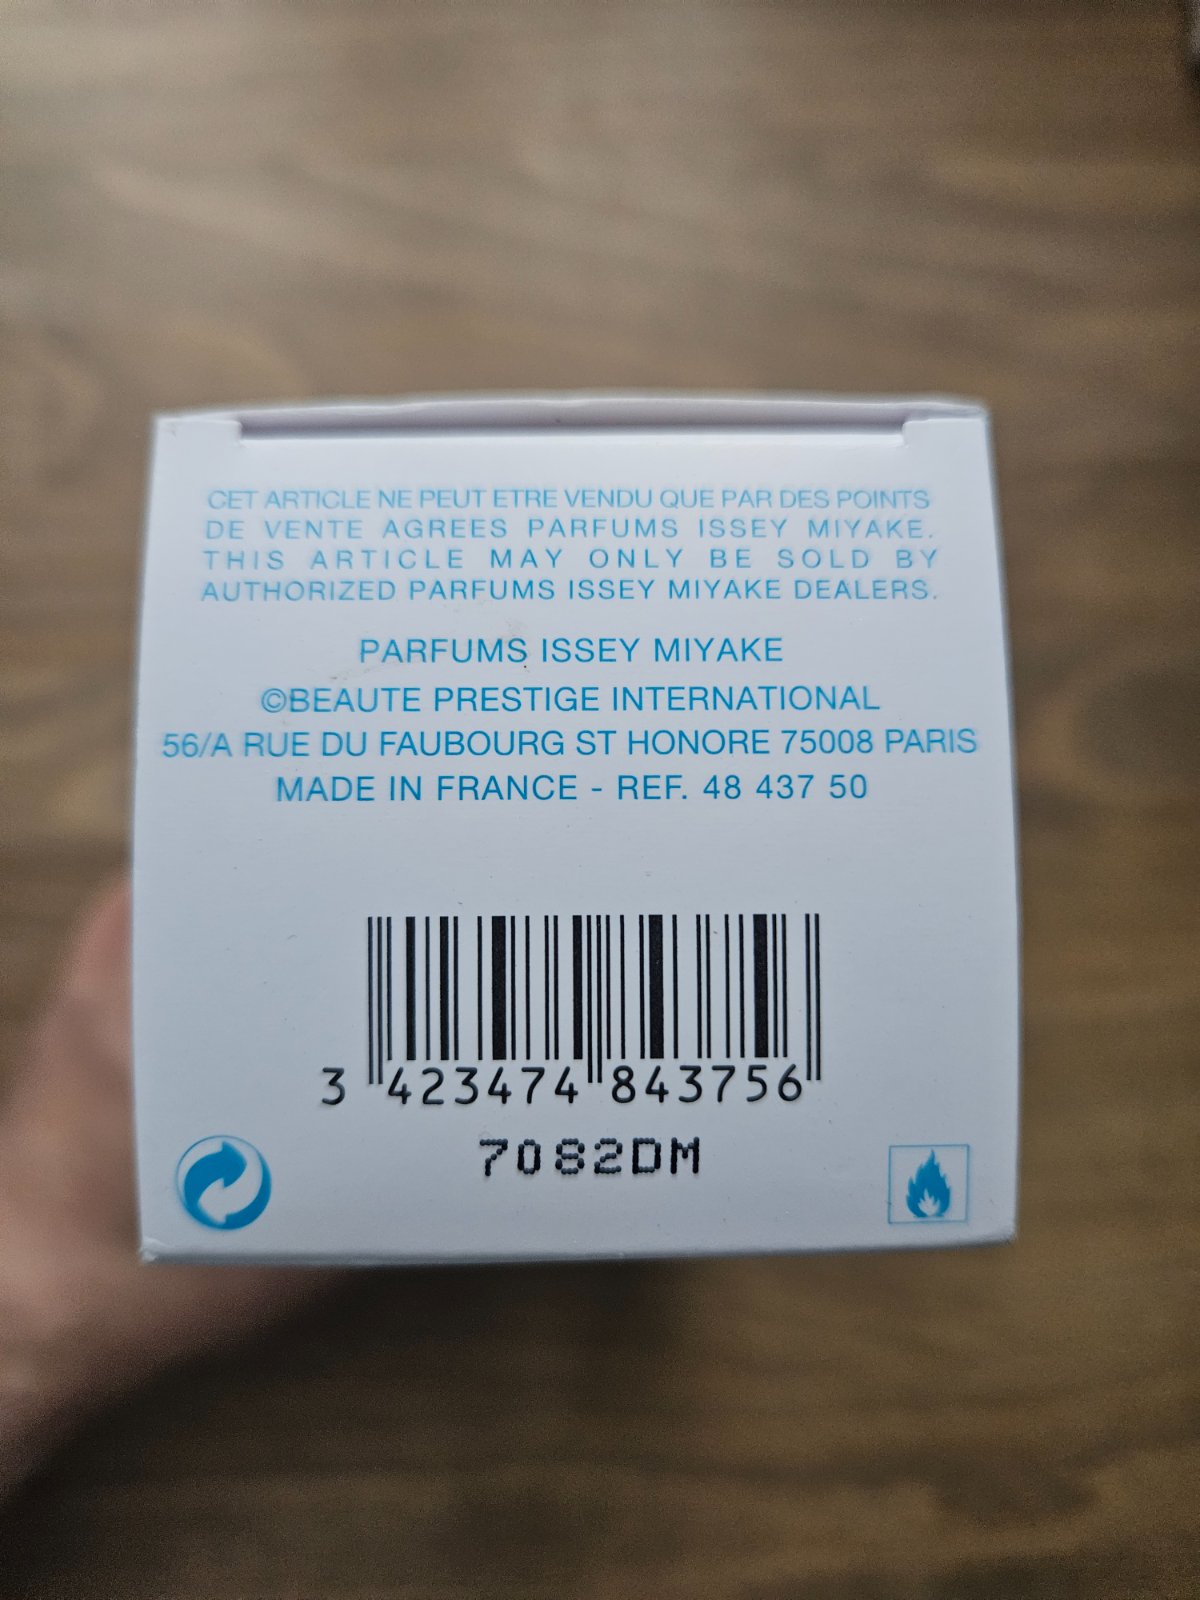 CET ARTICLE NE PEUT ETRE VENDU QUE PAR DES POINTS
DE VENTE AGREES PARFUMS ISSEY MIYAKE.
THIS ARTICLE MAY ONLY BE SOLD BY
AUTHORIZED PARFUMS ISSEY MIYAKE DEALERS.
PARFUMS ISSEY MIYAKE
©BEAUTE PRESTIGE INTERNATIONAL
56/A RUE DU FAUBOURG ST HONORE 75008 PARIS
MADE IN FRANCE - REF. 48 437 50
3 423474 843756
7082DM